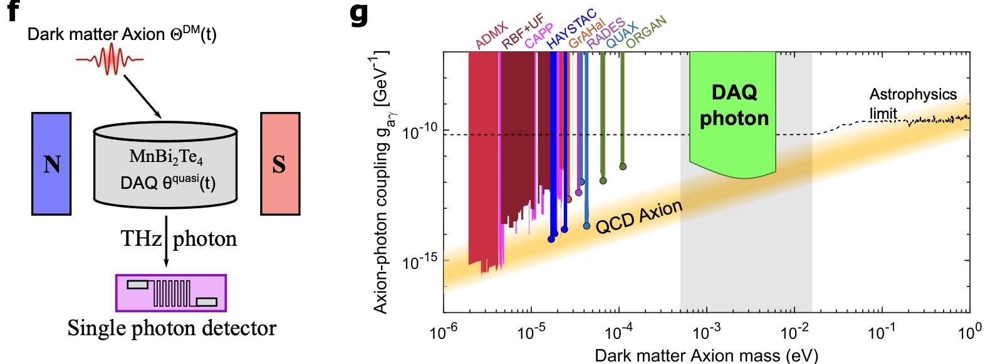 f
Dark matter Axion Θᴰᴹ(t)
N
MnBi₂Te₄
DAQ θ^quasi(t)
S
THz photon
Single photon detector
g
ADMX
RBF+UF
CAPP
HAYSTAC
GrAHal
RADES
QUAX
ORGAN
Axion-photon coupling g_aγ [GeV⁻¹]
10⁻¹⁰
10⁻¹⁵
DAQ
photon
Astrophysics
limit
QCD Axion
10⁻⁶
10⁻⁵
10⁻⁴
10⁻³
10⁻²
10⁻¹
10⁰
Dark matter Axion mass (eV)